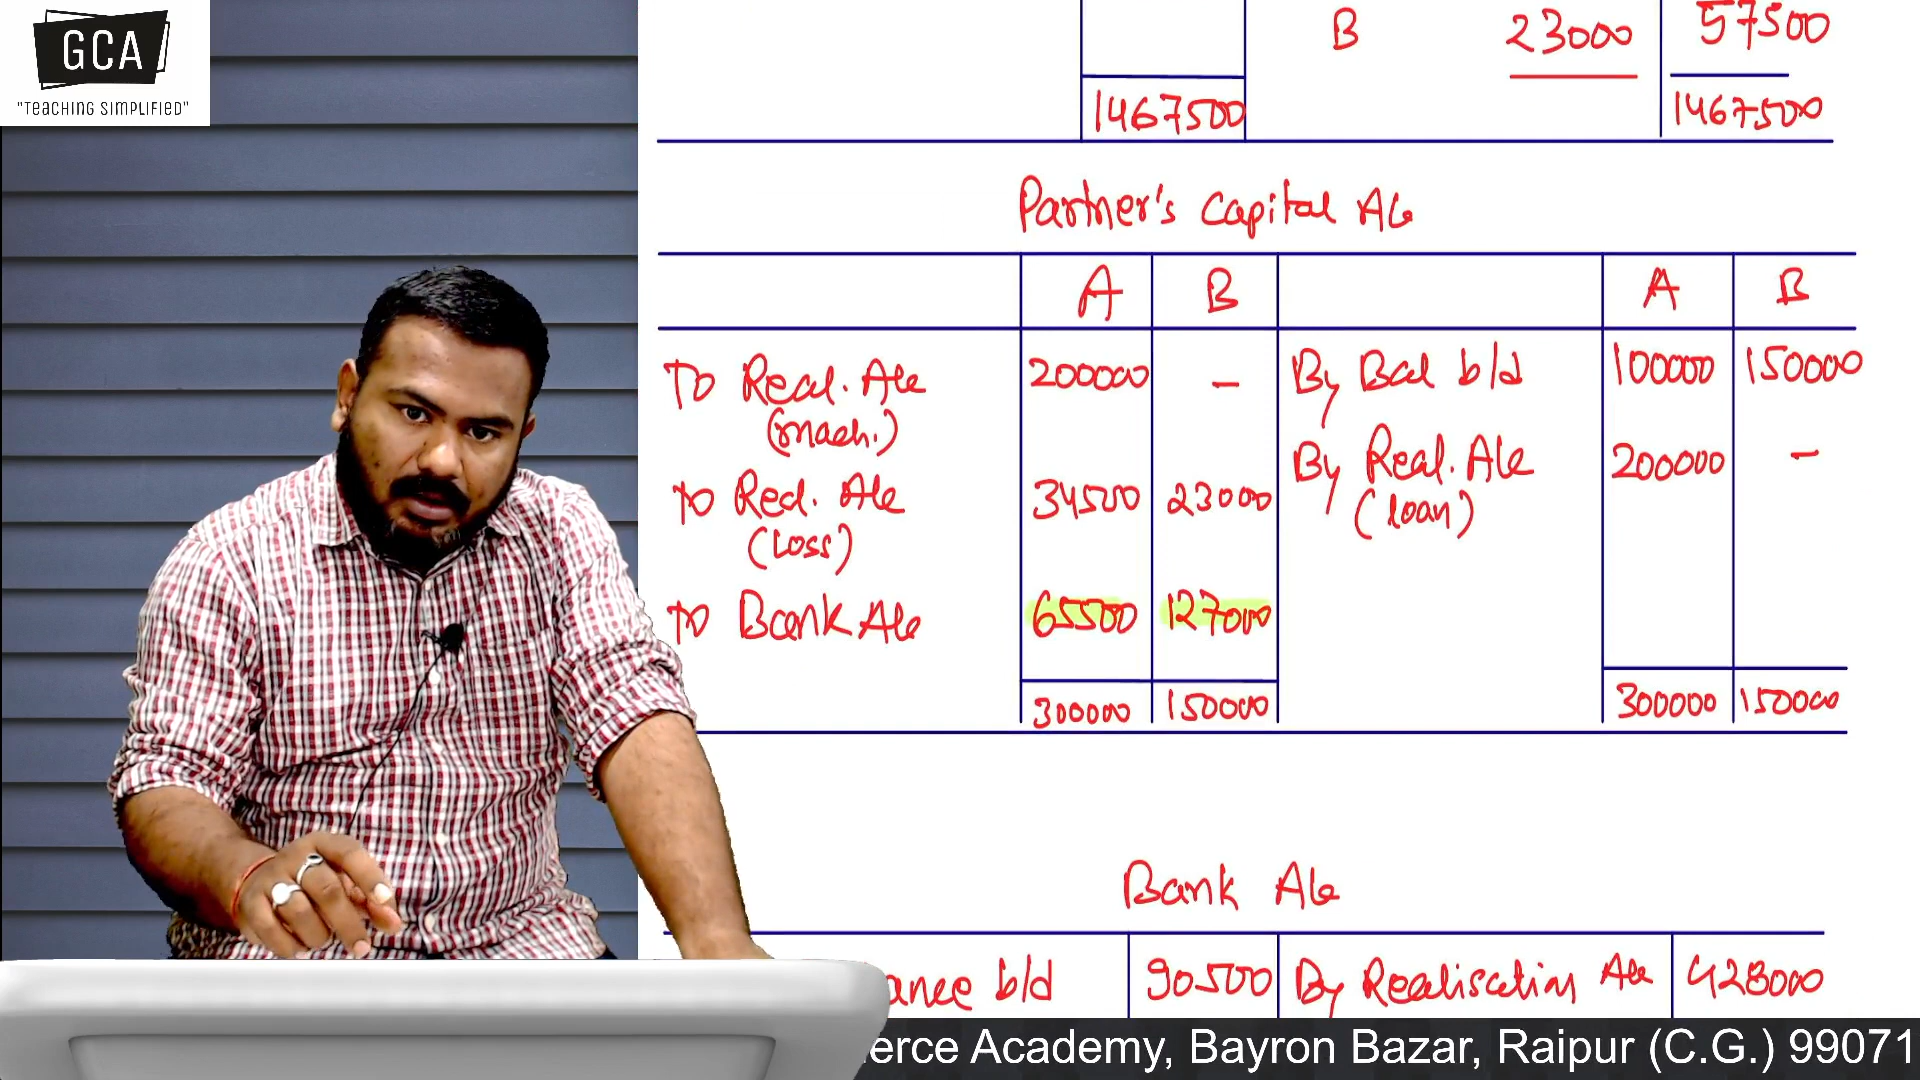 GCA
"TEACHING SIMPLIFIED"
B 23000 57500
1467500 1467500
Partner's Capital A/c
A B A B
To Real. A/c 200000 - By Bal b/d 100000 150000
(mach.) By Real. A/c 200000 -
To Real. A/c 34500 23000 (loan)
(Loss)
To Bank A/c 65500 127000
300000 150000 300000 150000
Bank A/c
ance b/d 90500 By Realisation A/c 428000
erce Academy, Bayron Bazar, Raipur (C.G.) 99071